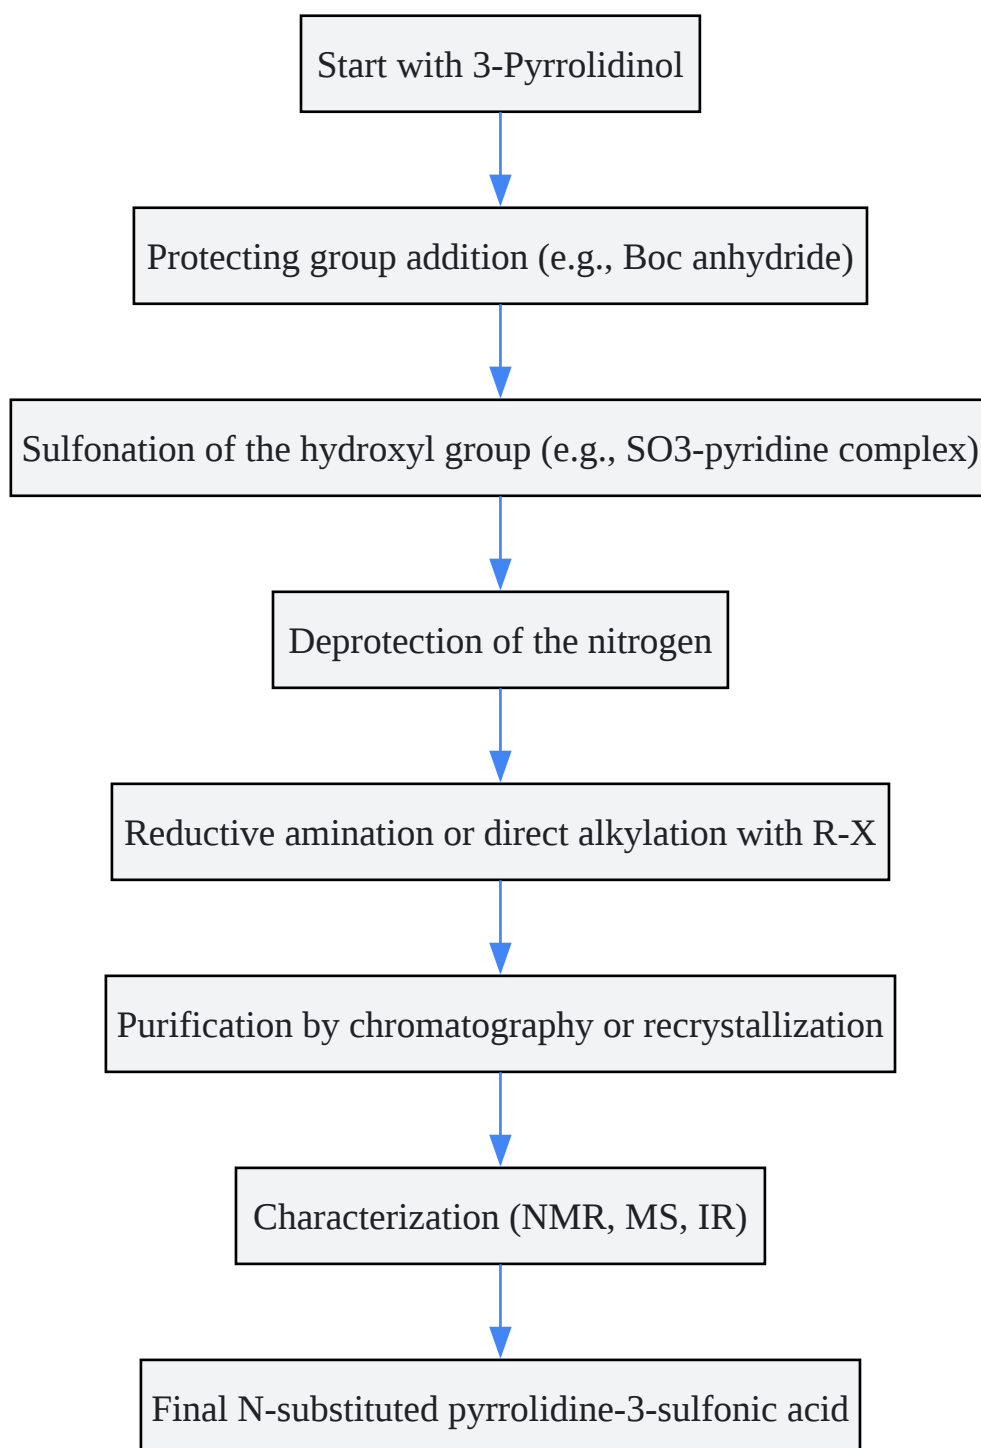 Start with 3-Pyrrolidinol
Protecting group addition (e.g., Boc anhydride)
Sulfonation of the hydroxyl group (e.g., SO3-pyridine complex)
Deprotection of the nitrogen
Reductive amination or direct alkylation with R-X
Purification by chromatography or recrystallization
Characterization (NMR, MS, IR)
Final N-substituted pyrrolidine-3-sulfonic acid